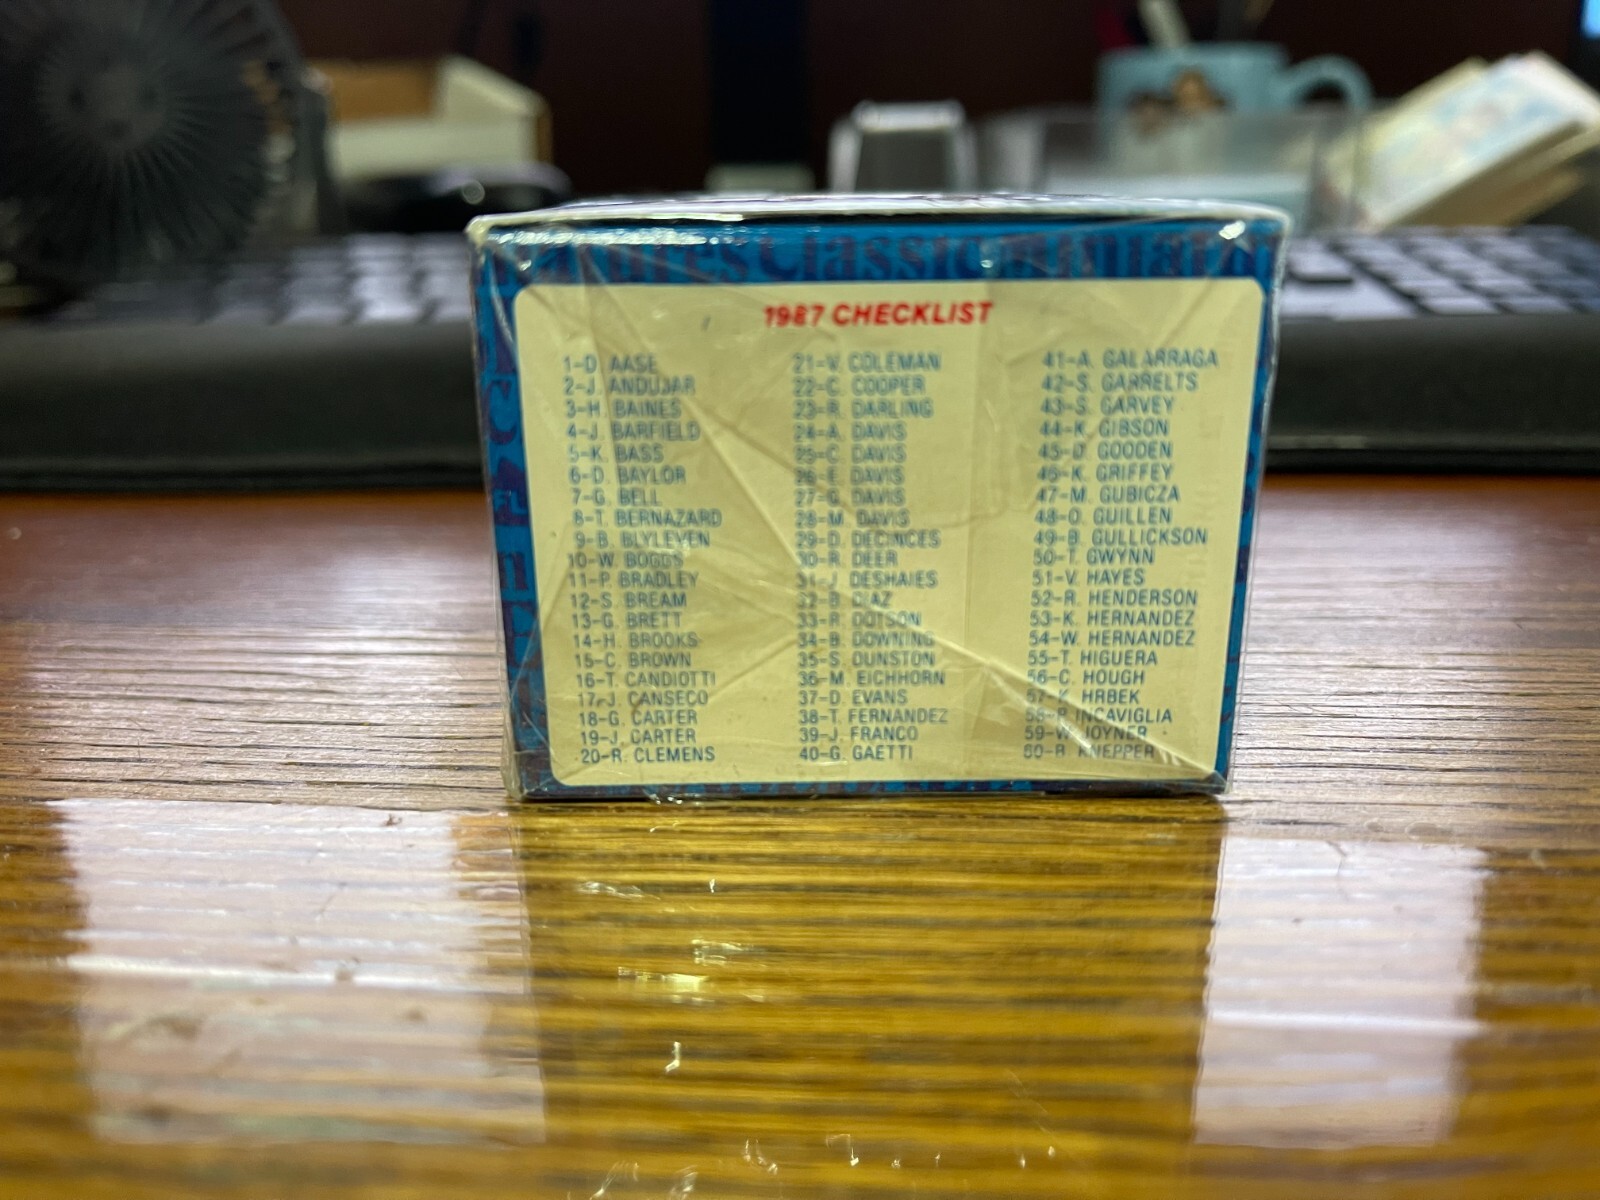 Classic Miniatu
1987 CHECKLIST
1-D. AASE
2-J. ANDUJAR
3-H. BAINES
4-J. BARFIELD
5-K. BASS
6-D. BAYLOR
7-G. BELL
8-T. BERNAZARD
9-B. BLYLEVEN
10-W. BOGGS
11-P. BRADLEY
12-S. BREAM
13-G. BRETT
14-H. BROOKS
15-C. BROWN
16-T. CANDIOTTI
17-J. CANSECO
18-G. CARTER
19-J. CARTER
20-R. CLEMENS
21-V. COLEMAN
22-C. COOPER
23-R. DARLING
24-A. DAVIS
25-C. DAVIS
26-E. DAVIS
27-G. DAVIS
28-M. DAVIS
29-D. DECINCES
30-R. DEER
31-J. DESHAIES
32-B. DIAZ
33-R. DOTSON
34-B. DOWNING
35-S. DUNSTON
36-M. EICHHORN
37-D. EVANS
38-T. FERNANDEZ
39-J. FRANCO
40-G. GAETTI
41-A. GALARRAGA
42-S. GARRELTS
43-S. GARVEY
44-K. GIBSON
45-D. GOODEN
46-K. GRIFFEY
47-M. GUBICZA
48-O. GUILLEN
49-B. GULLICKSON
50-T. GWYNN
51-V. HAYES
52-R. HENDERSON
53-K. HERNANDEZ
54-W. HERNANDEZ
55-T. HIGUERA
56-C. HOUGH
57-K. HRBEK
58-P. INCAVIGLIA
59-W. JOYNER
60-B. KNEPPER